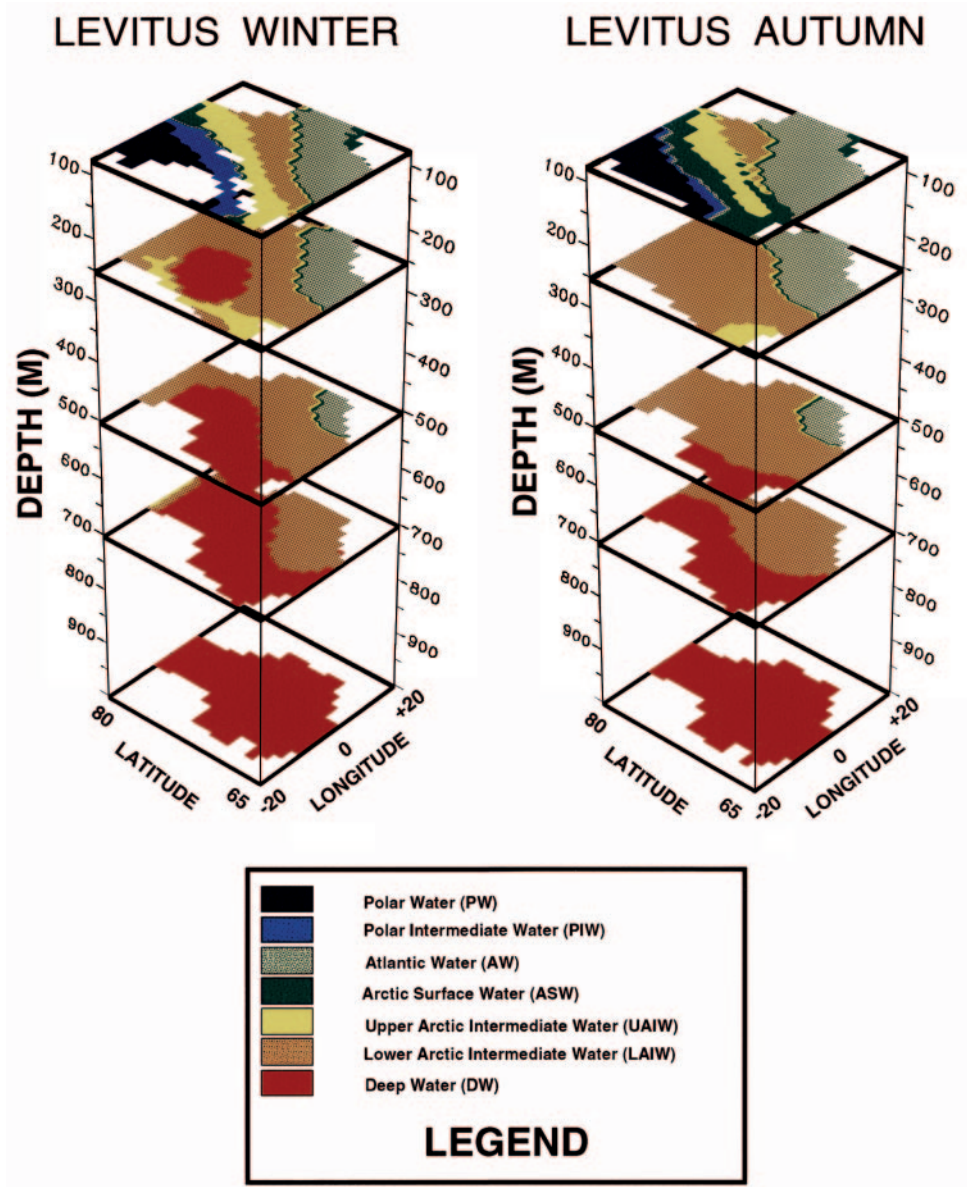 LEVITUS WINTER
LEVITUS AUTUMN
100
200
300
400
500
600
700
800
900
DEPTH (M)
100
200
300
400
500
600
700
800
900
80
LATITUDE
65
-20
0
+20
LONGITUDE
100
200
300
400
500
600
700
800
900
DEPTH (M)
100
200
300
400
500
600
700
800
900
80
LATITUDE
65
-20
0
+20
LONGITUDE
Polar Water (PW)
Polar Intermediate Water (PIW)
Atlantic Water (AW)
Arctic Surface Water (ASW)
Upper Arctic Intermediate Water (UAIW)
Lower Arctic Intermediate Water (LAIW)
Deep Water (DW)
LEGEND